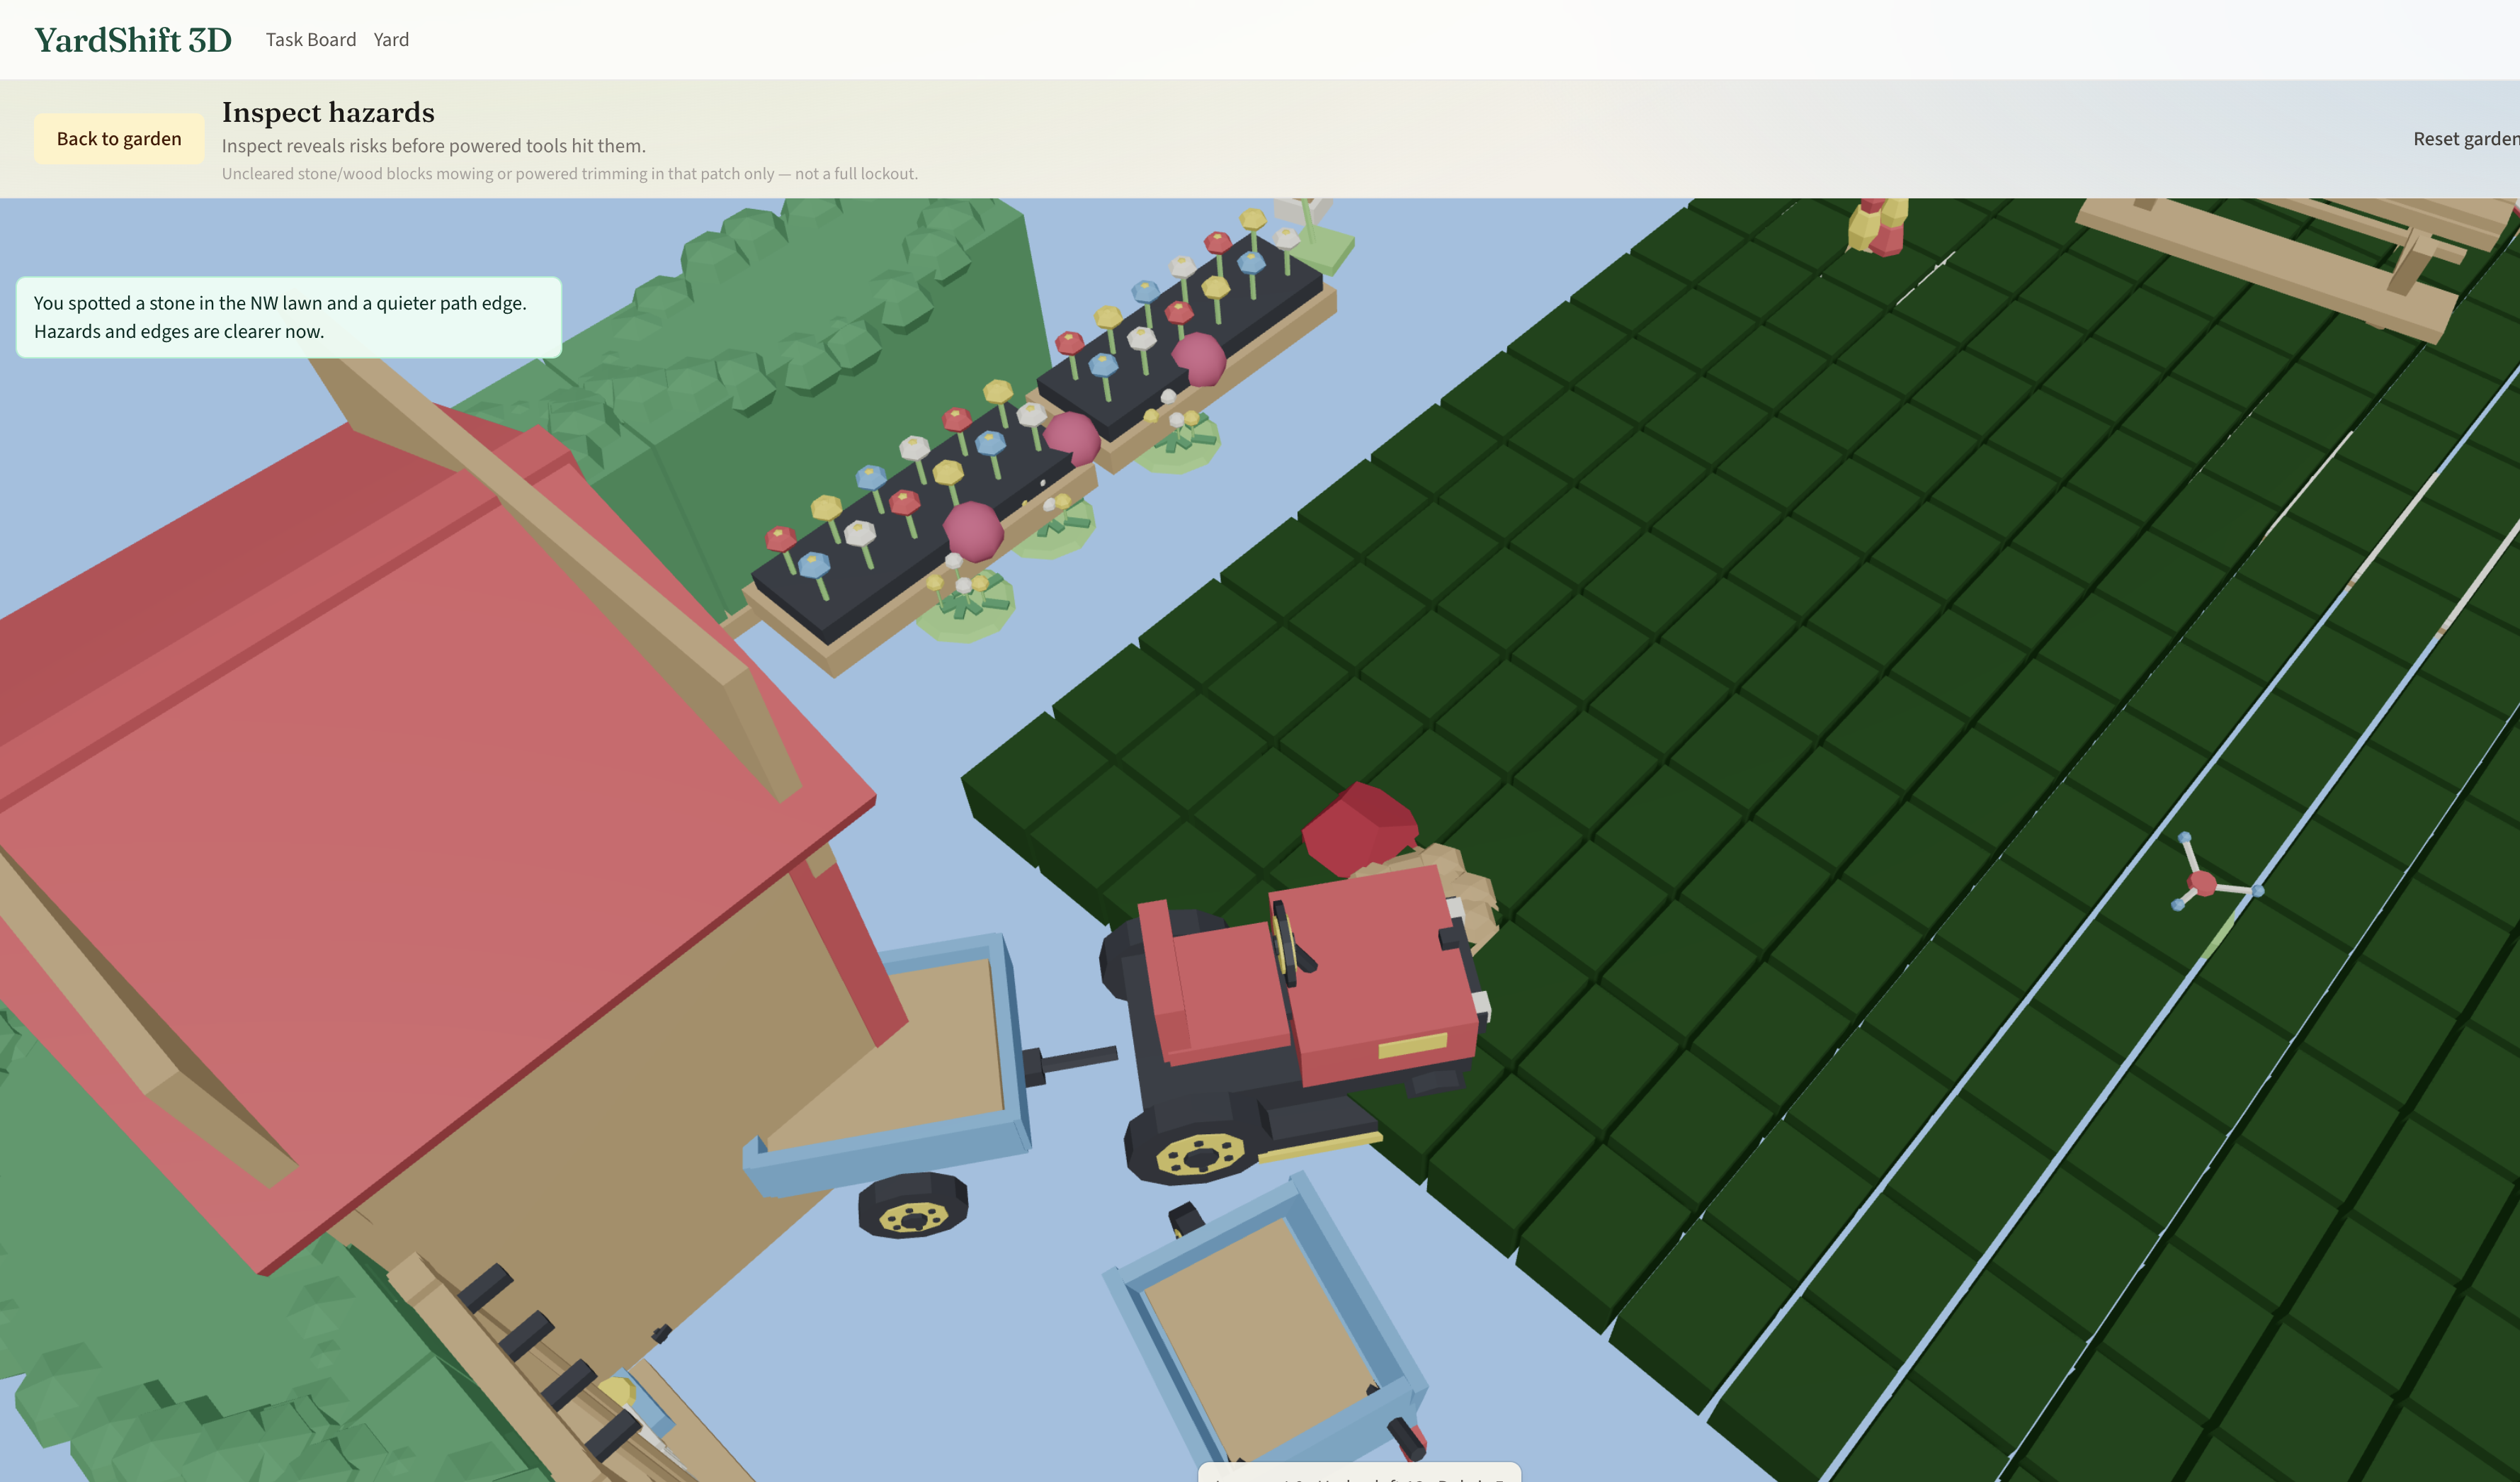 YardShift 3D Task Board Yard
Back to garden
Inspect hazards
Inspect reveals risks before powered tools hit them.
Uncleared stone/wood blocks mowing or powered trimming in that patch only — not a full lockout.
Reset garden
You spotted a stone in the NW lawn and a quieter path edge.
Hazards and edges are clearer now.